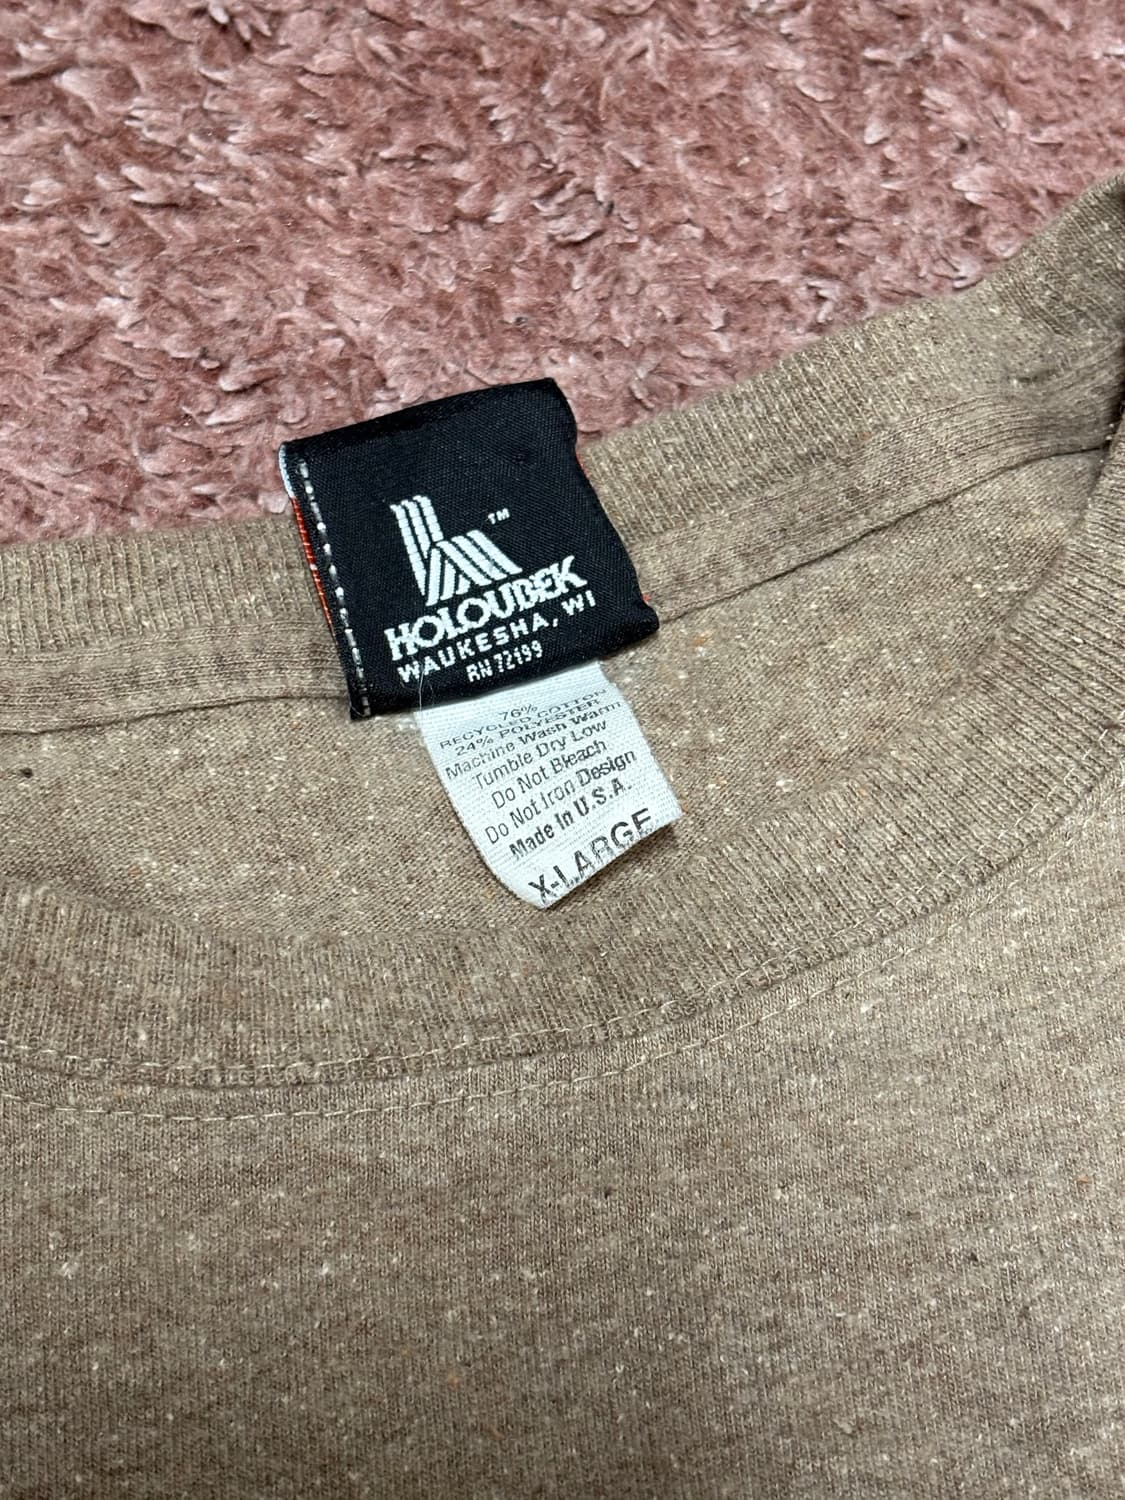 TM
HOLOUBEK
WAUKESHA, WI
RN 72199
76%
RECYCLED COTTON
24% POLYESTER
Machine Wash Warm
Tumble Dry Low
Do Not Bleach
Do Not Iron Design
Made In U.S.A.
X-LARGE